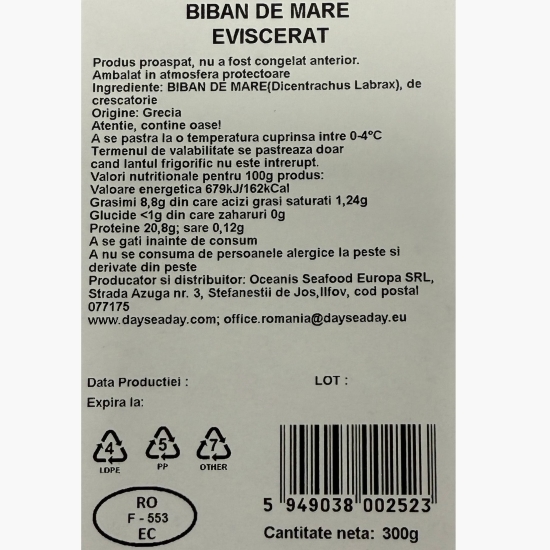 BIBAN DE MARE
EVISCERAT
Produs proaspat, nu a fost congelat anterior.
Ambalat in atmosfera protectoare
Ingrediente: BIBAN DE MARE(Dicentrachus Labrax), de
crescatorie
Origine: Grecia
Atentie, contine oase!
A se pastra la o temperatura cuprinsa intre 0-4°C
Termenul de valabilitate se pastreaza doar
cand lantul frigorific nu este intrerupt.
Valori nutritionale pentru 100g produs:
Valoare energetica 679kJ/162kCal
Grasimi 8,8g din care acizi grasi saturati 1,24g
Glucide <1g din care zaharuri 0g
Proteine 20,8g; sare 0,12g
A se gati inainte de consum
A nu se consuma de persoanele alergice la peste si
derivate din peste
Producator si distribuitor: Oceanis Seafood Europa SRL,
Strada Azuga nr. 3, Stefanestii de Jos,Ilfov, cod postal
077175
www.dayseaday.com; office.romania@dayseaday.eu
Data Productiei :
LOT :
Expira la:
4
LDPE
5
PP
7
OTHER
RO
F - 553
EC
5 949038 002523
Cantitate neta: 300g